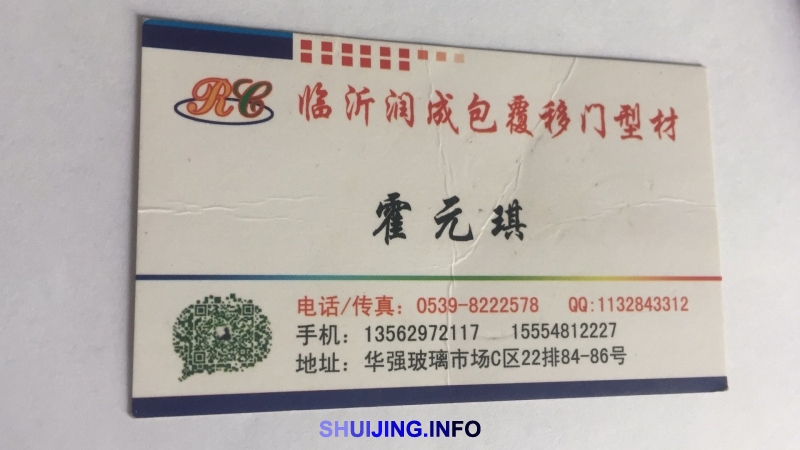 RC 临沂润成包覆移门型材
霍元琪
电话/传真：0539-8222578 QQ:1132843312
手机：13562972117 15554812227
地址：华强玻璃市场C区22排84-86号
SHUIJING.INFO